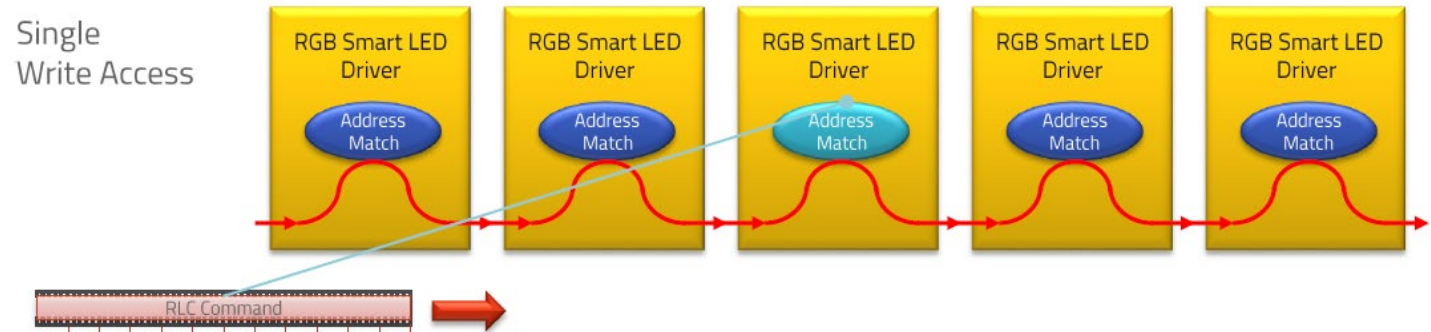 Single
Write Access
RGB Smart LED
Driver
Address
Match
RGB Smart LED
Driver
Address
Match
RGB Smart LED
Driver
Address
Match
RGB Smart LED
Driver
Address
Match
RGB Smart LED
Driver
Address
Match
RLC Command